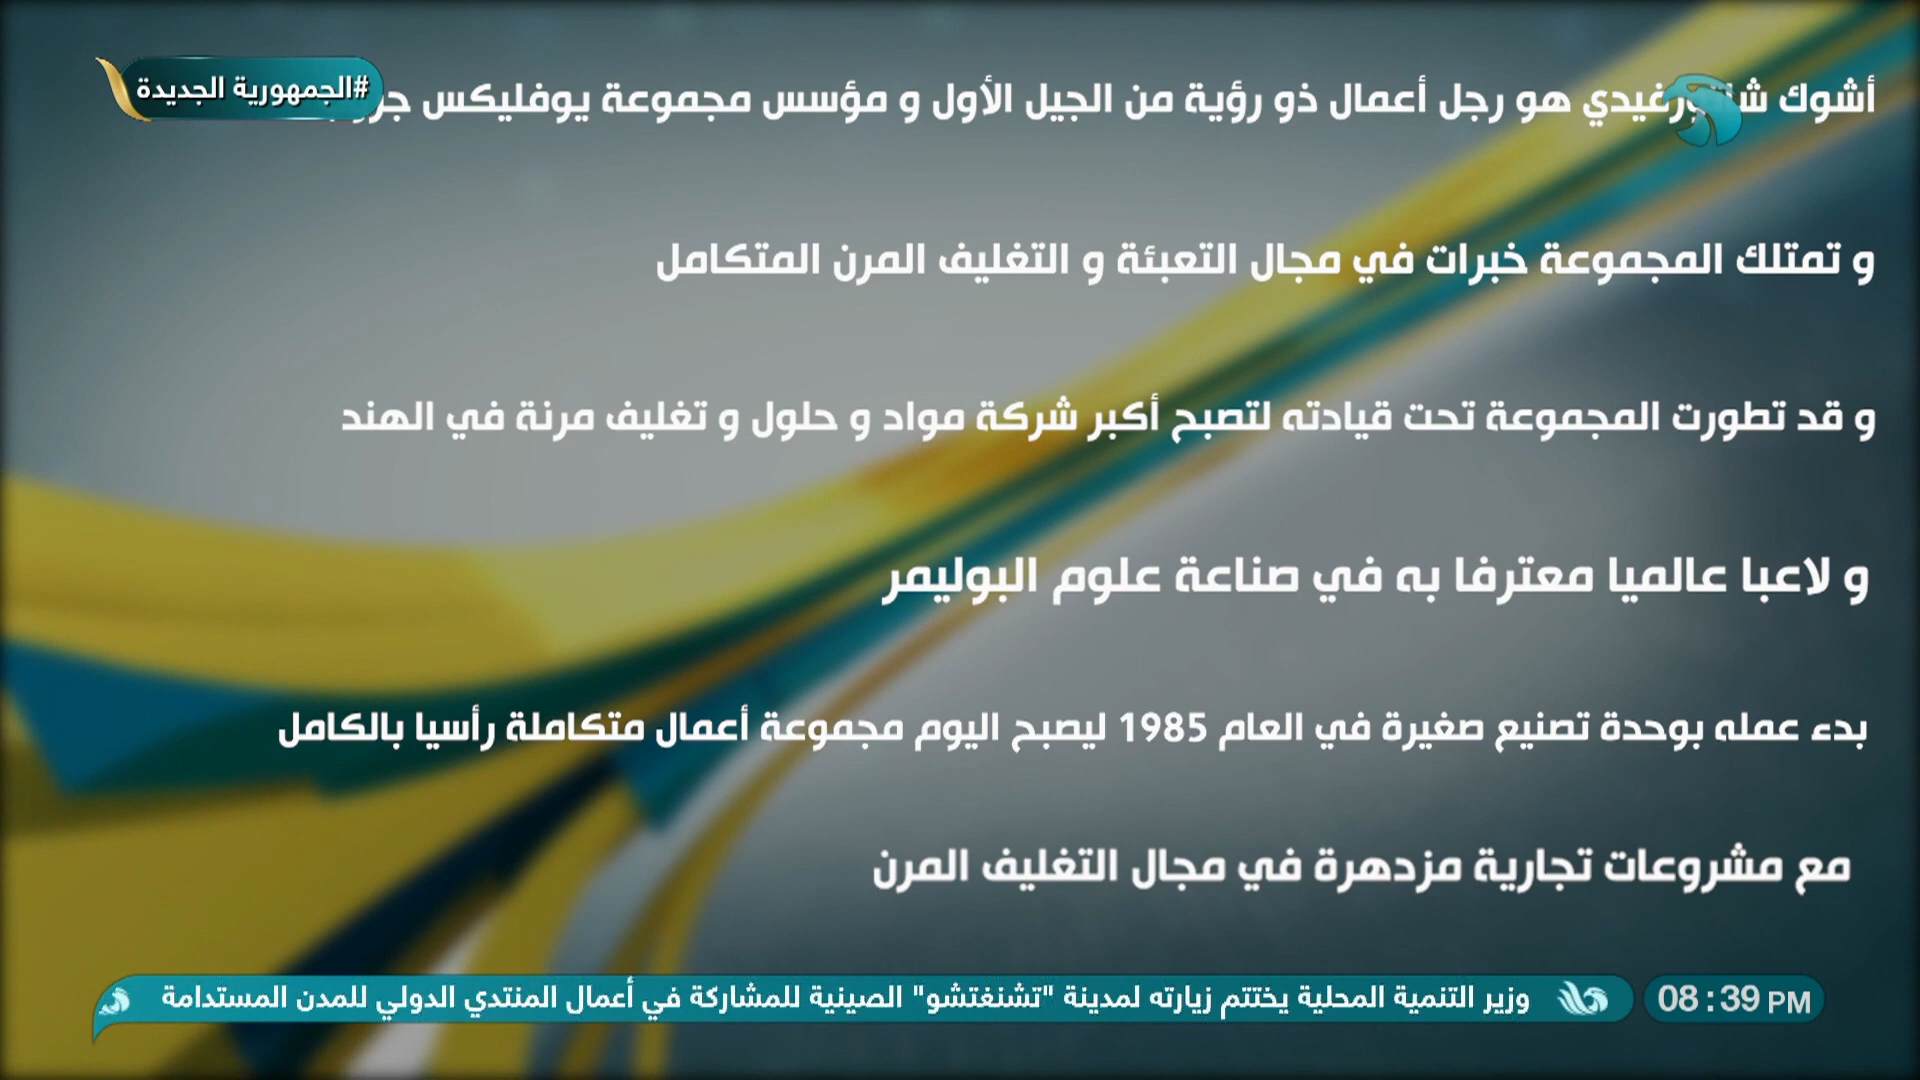 #الجمهورية الجديدة
أشوك هو رجل أعمال ذو رؤية من الجيل الأول و مؤسس مجموعة يوفليكس
و تمتلك المجموعة خبرات في مجال التعبئة و التغليف المرن المتكامل
و قد تطورت المجموعة تحت قيادته لتصبح أكبر شركة مواد و حلول و تغليف مرنة في الهند
و لاعبا عالميا معترفا به في صناعة علوم البوليمر
بدء عمله بوحدة تصنيع صغيرة في العام 1985 ليصبح اليوم مجموعة أعمال متكاملة رأسيا بالكامل
مع مشروعات تجارية مزدهرة في مجال التغليف المرن
وزير التنمية المحلية يختتم زيارته لمدينة "تشنغتشو" الصينية للمشاركة في أعمال المنتدي الدولي للمدن المستدامة
08:39 PM